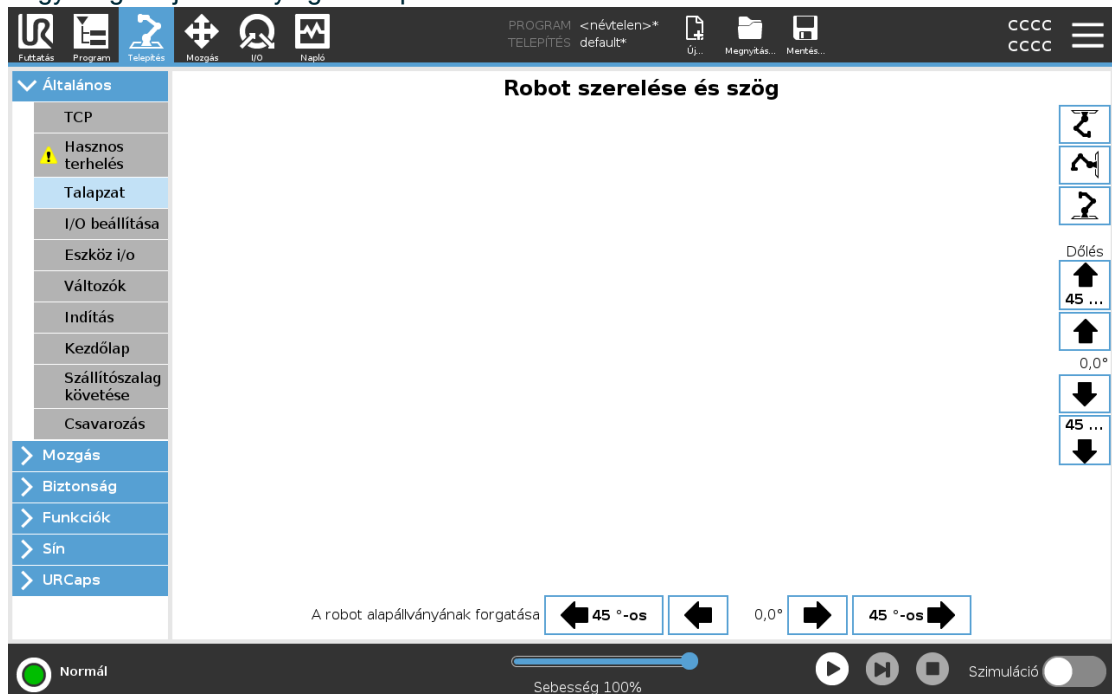 PROGRAM <névtelen>*
TELEPÍTÉS default*
Futtatás Program Telepítés Mozgás I/O Napló
Új... Megnyitás... Mentés...
CCCC
CCCC
Általános
TCP
Hasznos
terhelés
Talapzat
I/O beállítása
Eszköz i/o
Változók
Indítás
Kezdőlap
Szállítószalag
követése
Csavarozás
Mozgás
Biztonság
Funkciók
Sín
URCaps
Robot szerelése és szög
Dőlés
45 ...
0,0°
45 ...
A robot alapállványának forgatása 45 °-os 0,0° 45 °-os
Normál
Sebesség 100%
Szimuláció